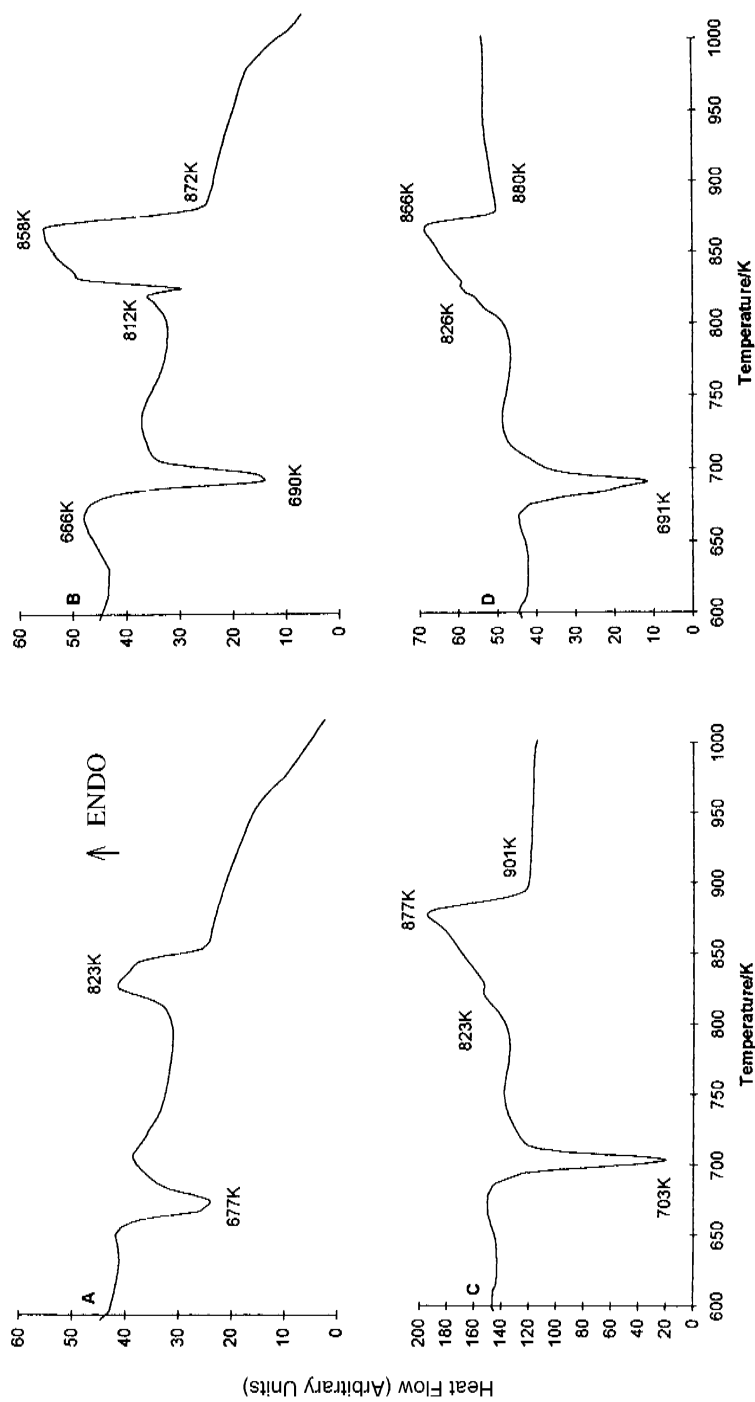 Heat Flow (Arbitrary Units)
A
ENDO
60
50
40
30
20
10
0
677K
823K
B
60
50
40
30
20
10
0
666K
690K
812K
858K
872K
C
200
180
160
140
120
100
80
60
40
20
0
703K
823K
877K
901K
600
650
700
750
800
850
900
950
1000
Temperature/K
D
70
60
50
40
30
20
10
0
691K
826K
866K
880K
600
650
700
750
800
850
900
950
1000
Temperature/K